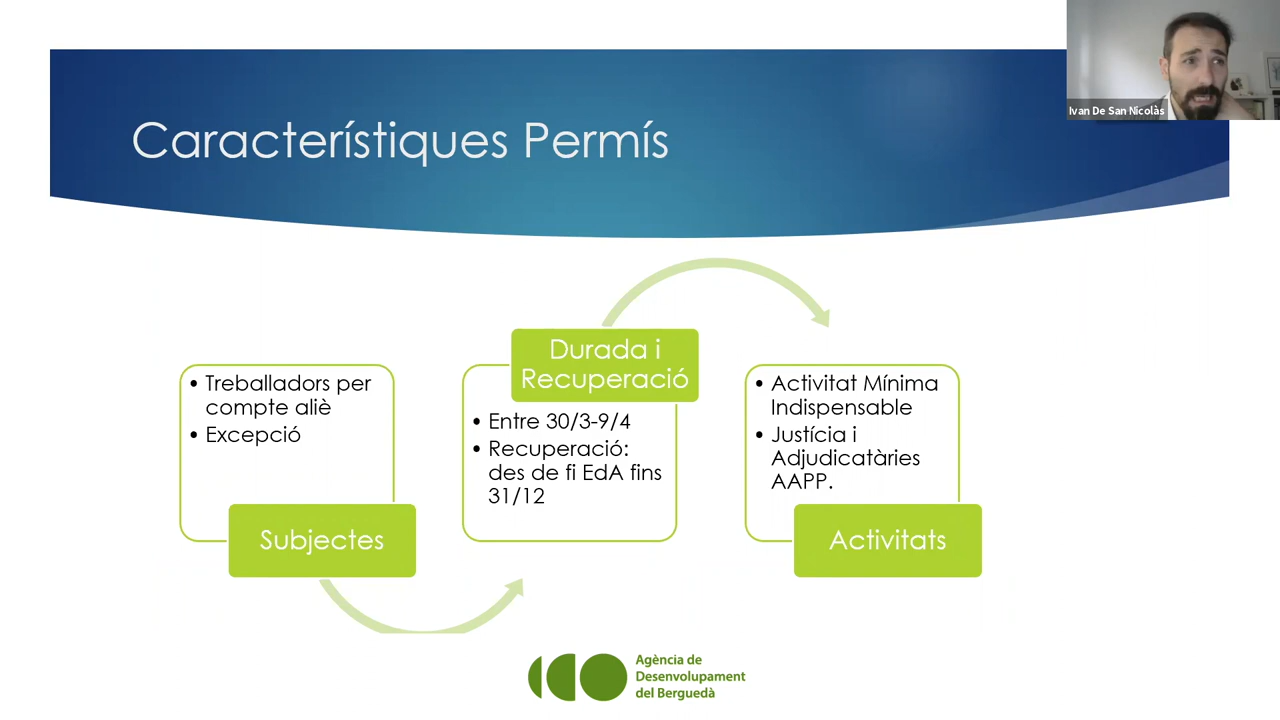 Ivan De San Nicolàs
Característiques Permís
• Treballadors per
compte aliè
• Excepció
Subjectes
Durada i
Recuperació
• Entre 30/3-9/4
• Recuperació:
des de fi EdA fins
31/12
• Activitat Mínima
Indispensable
• Justícia i
Adjudicatàries
AAPP.
Activitats
Agència de
Desenvolupament
del Berguedà